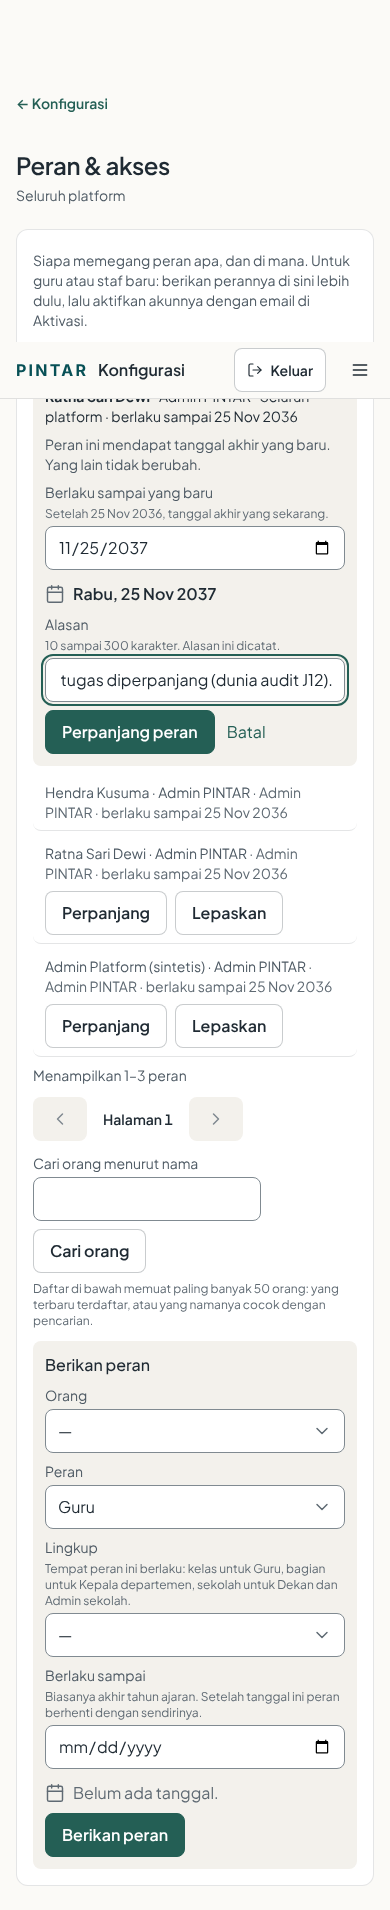 ← Konfigurasi
Peran & akses
Seluruh platform
Siapa memegang peran apa, dan di mana. Untuk
guru atau staf baru: berikan perannya di sini lebih
dulu, lalu aktifkan akunnya dengan email di
Aktivasi.
PINTAR Konfigurasi Keluar
Ratna Sari Dewi · Admin PINTAR · Seluruh
platform · berlaku sampai 25 Nov 2036
Peran ini mendapat tanggal akhir yang baru.
Yang lain tidak berubah.
Berlaku sampai yang baru
Setelah 25 Nov 2036, tanggal akhir yang sekarang.
11/25/2037
Rabu, 25 Nov 2037
Alasan
10 sampai 300 karakter. Alasan ini dicatat.
tugas diperpanjang (dunia audit J12).
Perpanjang peran Batal
Hendra Kusuma · Admin PINTAR · Admin
PINTAR · berlaku sampai 25 Nov 2036
Ratna Sari Dewi · Admin PINTAR · Admin
PINTAR · berlaku sampai 25 Nov 2036
Perpanjang Lepaskan
Admin Platform (sintetis) · Admin PINTAR ·
Admin PINTAR · berlaku sampai 25 Nov 2036
Perpanjang Lepaskan
Menampilkan 1–3 peran
Halaman 1
Cari orang menurut nama
Cari orang
Daftar di bawah memuat paling banyak 50 orang: yang
terbaru terdaftar, atau yang namanya cocok dengan
pencarian.
Berikan peran
Orang
—
Peran
Guru
Lingkup
Tempat peran ini berlaku: kelas untuk Guru, bagian
untuk Kepala departemen, sekolah untuk Dekan dan
Admin sekolah.
—
Berlaku sampai
Biasanya akhir tahun ajaran. Setelah tanggal ini peran
berhenti dengan sendirinya.
mm/dd/yyyy
Belum ada tanggal.
Berikan peran